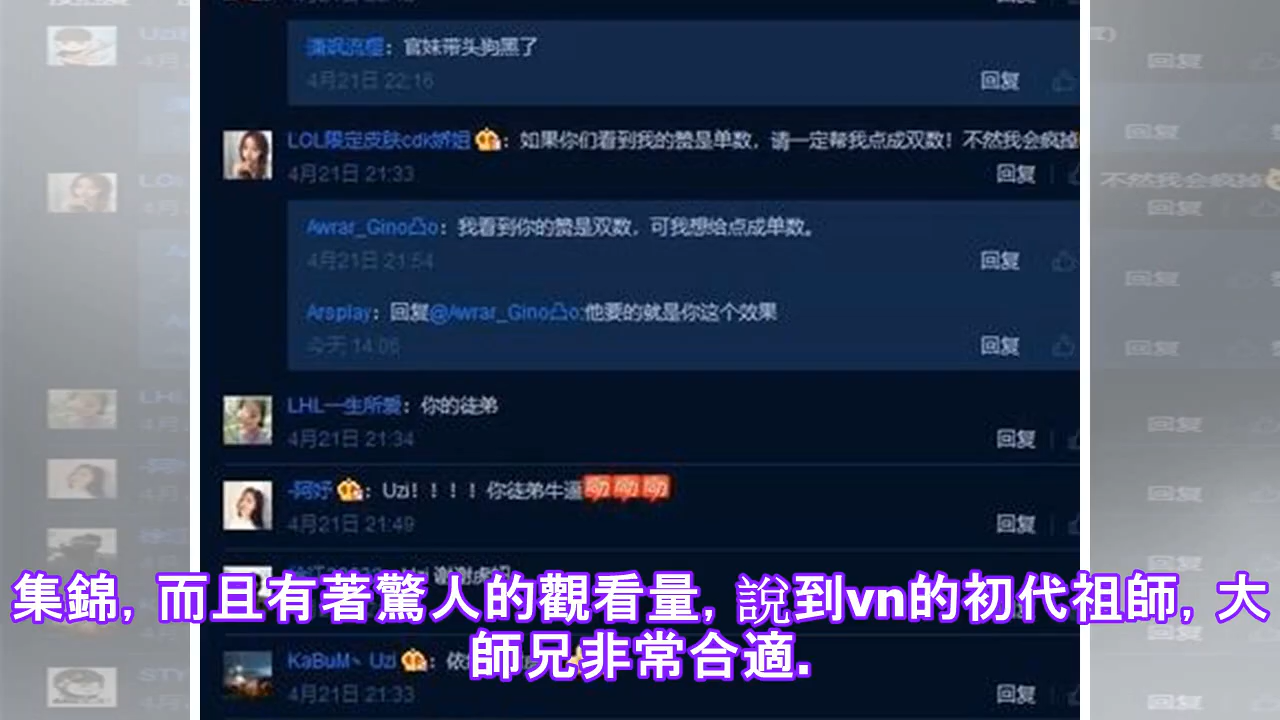 潇飒流樱：官妹带头狗黑了
4月21日 22:16
回复
LOL限定皮肤cdk娇姐：如果你们看到我的赞是单数，请一定帮我点成双数！不然我会疯掉
4月21日 21:33
回复
Awrar_Gino凸o：我看到你的赞是双数，可我想给点成单数。
4月21日 21:54
回复
Arsplay：回复@Awrar_Gino凸o:他要的就是你这个效果
今天 14:06
回复
LHL一生所爱：你的徒弟
4月21日 21:34
回复
-阿妤：Uzi！！！！你徒弟牛逼
4月21日 21:49
回复
集錦, 而且有著驚人的觀看量, 說到vn的初代祖師, 大
師兄非常合適.
KaBuM丶Uzi
4月21日 21:33
回复